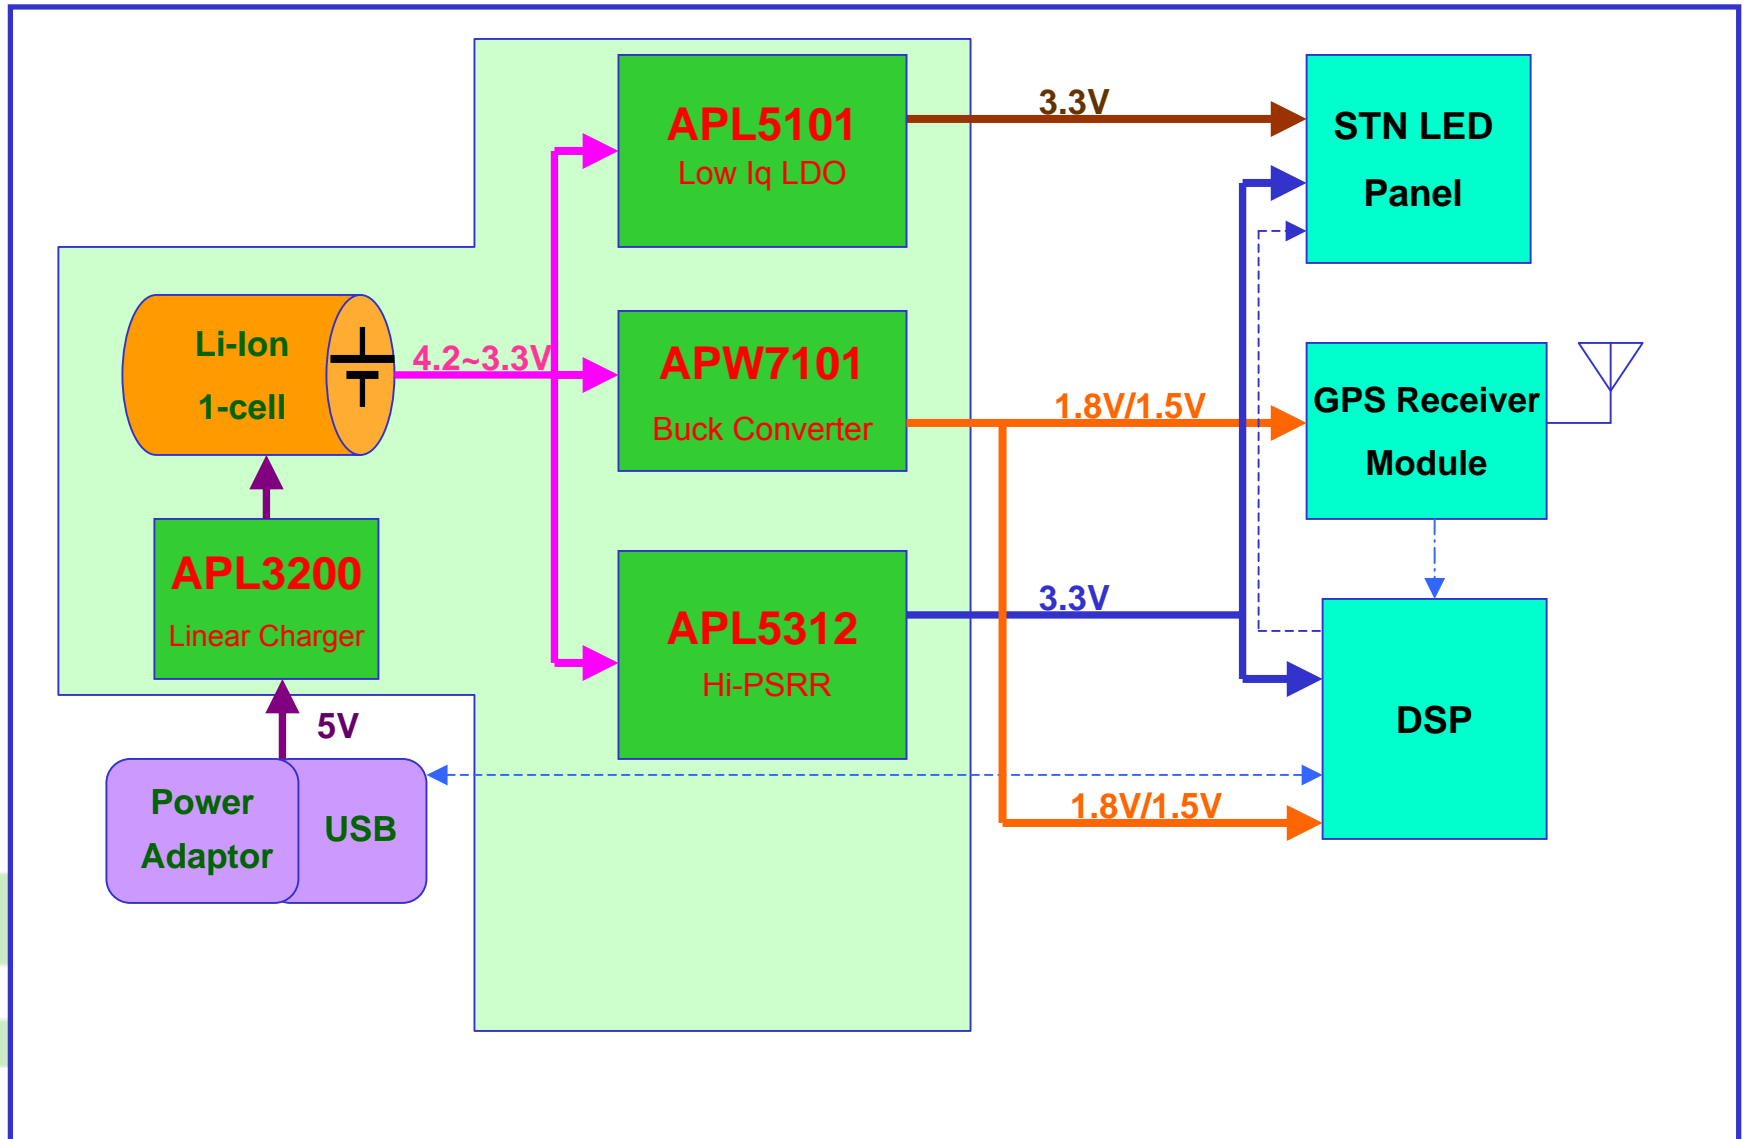 APL5101
Low Iq LDO
3.3V
STN LED
Panel
Li-Ion
1-cell
4.2~3.3V
APW7101
Buck Converter
1.8V/1.5V
GPS Receiver
Module
APL3200
Linear Charger
APL5312
Hi-PSRR
3.3V
DSP
5V
Power
Adaptor
USB
1.8V/1.5V